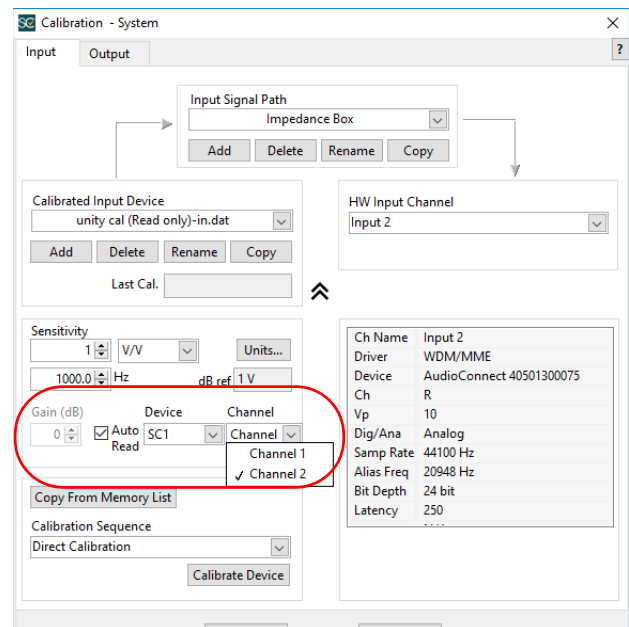 SC Calibration - System
Input Output ?
Input Signal Path
Impedance Box
Add Delete Rename Copy
Calibrated Input Device
unity cal (Read only)-in.dat
Add Delete Rename Copy
Last Cal.
HW Input Channel
Input 2
Sensitivity
1 V/V Units...
1000.0 Hz dB ref 1 V
Gain (dB) Device Channel
0 Auto Read SC1 Channel
Channel 1
✓ Channel 2
Copy From Memory List
Calibration Sequence
Direct Calibration
Calibrate Device
Ch Name Input 2
Driver WDM/MME
Device AudioConnect 40501300075
Ch R
Vp 10
Dig/Ana Analog
Samp Rate 44100 Hz
Alias Freq 20948 Hz
Bit Depth 24 bit
Latency 250